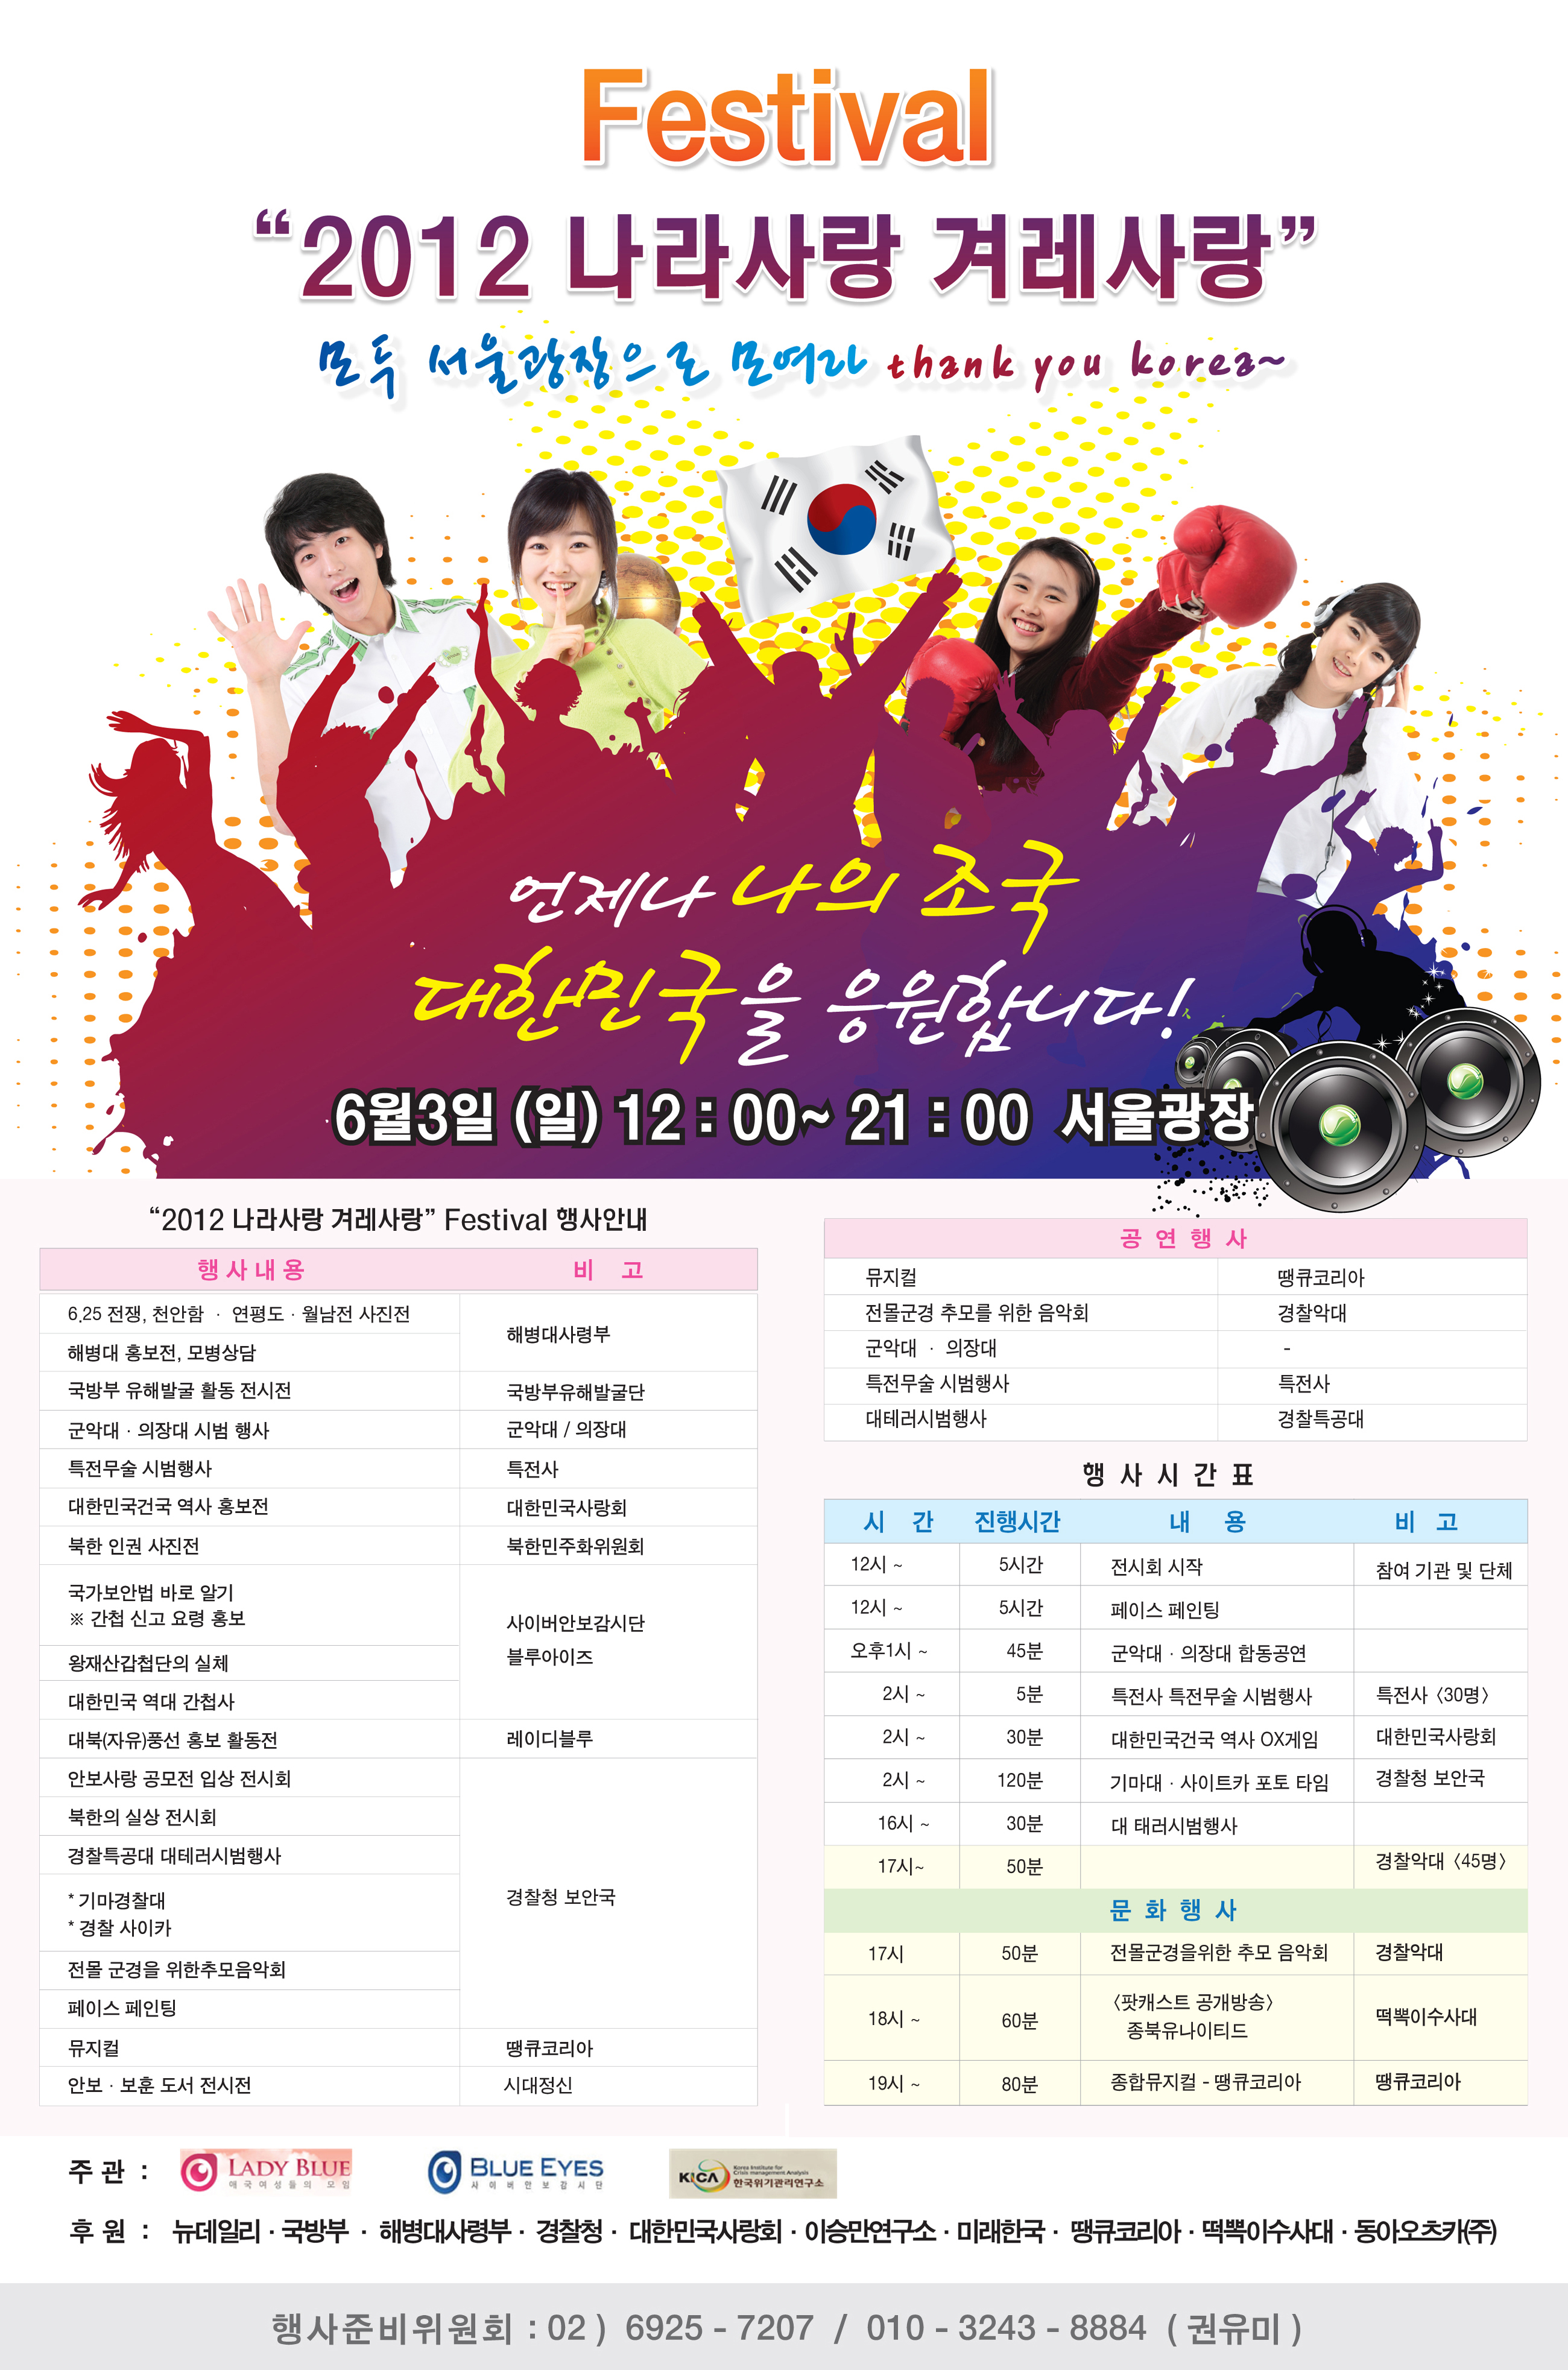 Festival
“2012 나라사랑 겨레사랑”
모두 서울광장으로 모여라 thank you korea~
언제나 나의 조국
대한민국을 응원합니다!
6월3일 (일) 12 : 00~ 21 : 00 서울광장
“2012 나라사랑 겨레사랑” Festival 행사안내
행사내용 비 고
6.25 전쟁, 천안함 · 연평도 · 월남전 사진전
해병대사령부
해병대 홍보전, 모병상담
국방부 유해발굴 활동 전시전 국방부유해발굴단
군악대 · 의장대 시범 행사 군악대 / 의장대
특전무술 시범행사 특전사
대한민국건국 역사 홍보전 대한민국사랑회
북한 인권 사진전 북한민주화위원회
국가보안법 바로 알기
※ 간첩 신고 요령 홍보
사이버안보감시단
블루아이즈
왕재산감첩단의 실체
대한민국 역대 간첩사
대북(자유)풍선 홍보 활동전 레이디블루
안보사랑 공모전 입상 전시회
북한의 실상 전시회
경찰특공대 대테러시범행사
* 기마경찰대
* 경찰 사이카
경찰청 보안국
전몰 군경을 위한추모음악회
페이스 페인팅
뮤지컬 땡큐코리아
안보 · 보훈 도서 전시전 시대정신
공 연 행 사
뮤지컬 땡큐코리아
전몰군경 추모를 위한 음악회 경찰악대
군악대 · 의장대 -
특전무술 시범행사 특전사
대테러시범행사 경찰특공대
행 사 시 간 표
시 간 진행시간 내 용 비 고
12시 ~ 5시간 전시회 시작 참여 기관 및 단체
12시 ~ 5시간 페이스 페인팅
오후1시 ~ 45분 군악대 · 의장대 합동공연
2시 ~ 5분 특전사 특전무술 시범행사 특전사 〈30명〉
2시 ~ 30분 대한민국건국 역사 OX게임 대한민국사랑회
2시 ~ 120분 기마대 · 사이트카 포토 타임 경찰청 보안국
16시 ~ 30분 대 태러시범행사
17시~ 50분 경찰악대 〈45명〉
문 화 행 사
17시 50분 전몰군경을위한 추모 음악회 경찰악대
18시 ~ 60분 〈팟캐스트 공개방송〉 떡뽁이수사대
종북유나이티드
19시 ~ 80분 종합뮤지컬 - 땡큐코리아 땡큐코리아
주 관 : LADY BLUE BLUE EYES KICA Korea Institute for
애국여성들의 모임 사이버안보감시단 Crisis management Analysis
한국위기관리연구소
후 원 : 뉴데일리 · 국방부 · 해병대사령부 · 경찰청 · 대한민국사랑회 · 이승만연구소 · 미래한국 · 땡큐코리아 · 떡뽁이수사대 · 동아오츠카(주)
행사준비위원회 : 02 ) 6925 - 7207 / 010 - 3243 - 8884 ( 권유미 )